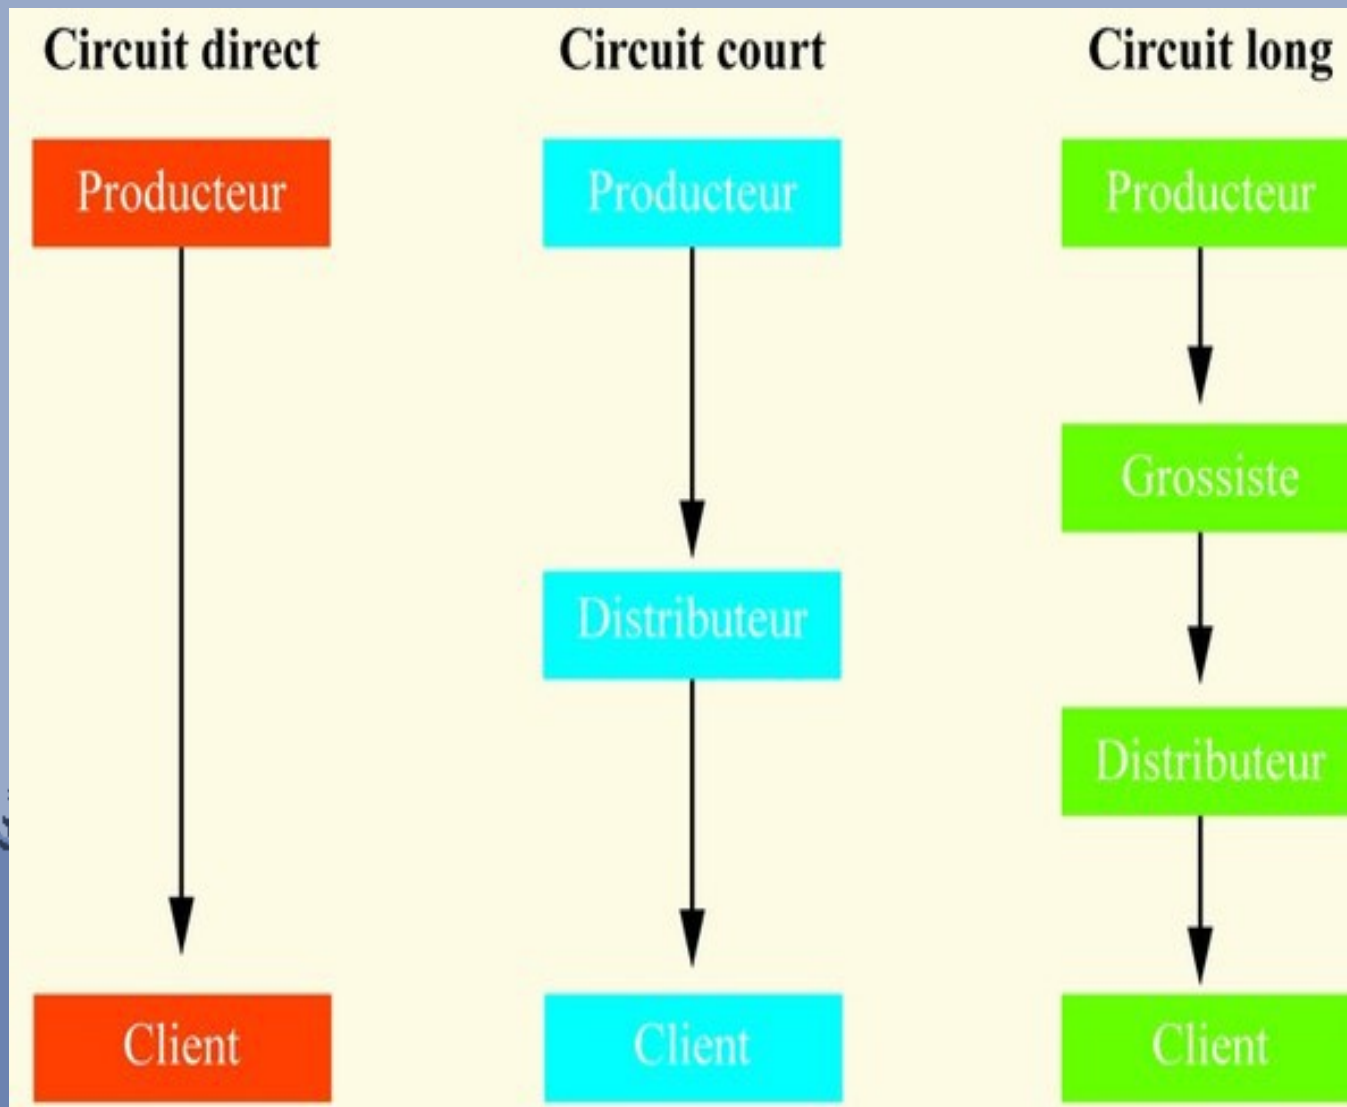 Circuit direct
Circuit court
Circuit long
Producteur
Producteur
Producteur
Grossiste
Distributeur
Distributeur
Client
Client
Client